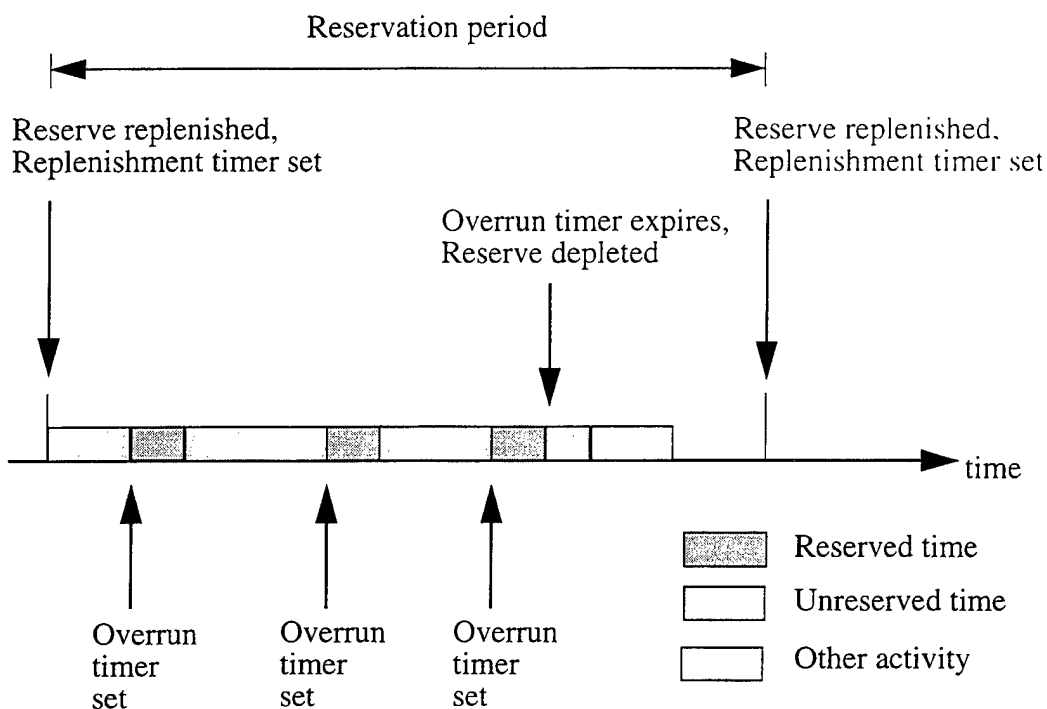 Reservation period
Reserve replenished,
Replenishment timer set
Reserve replenished,
Replenishment timer set
Overrun timer expires,
Reserve depleted
time
Overrun
timer
set
Overrun
timer
set
Overrun
timer
set
Reserved time
Unreserved time
Other activity